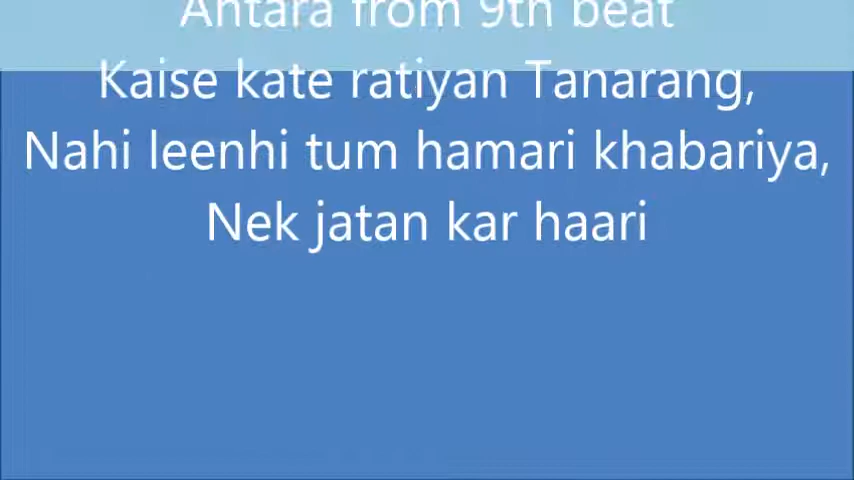 Antara from 9th beat
Kaise kate ratiyan Tanarang,
Nahi leenhi tum hamari khabariya,
Nek jatan kar haari